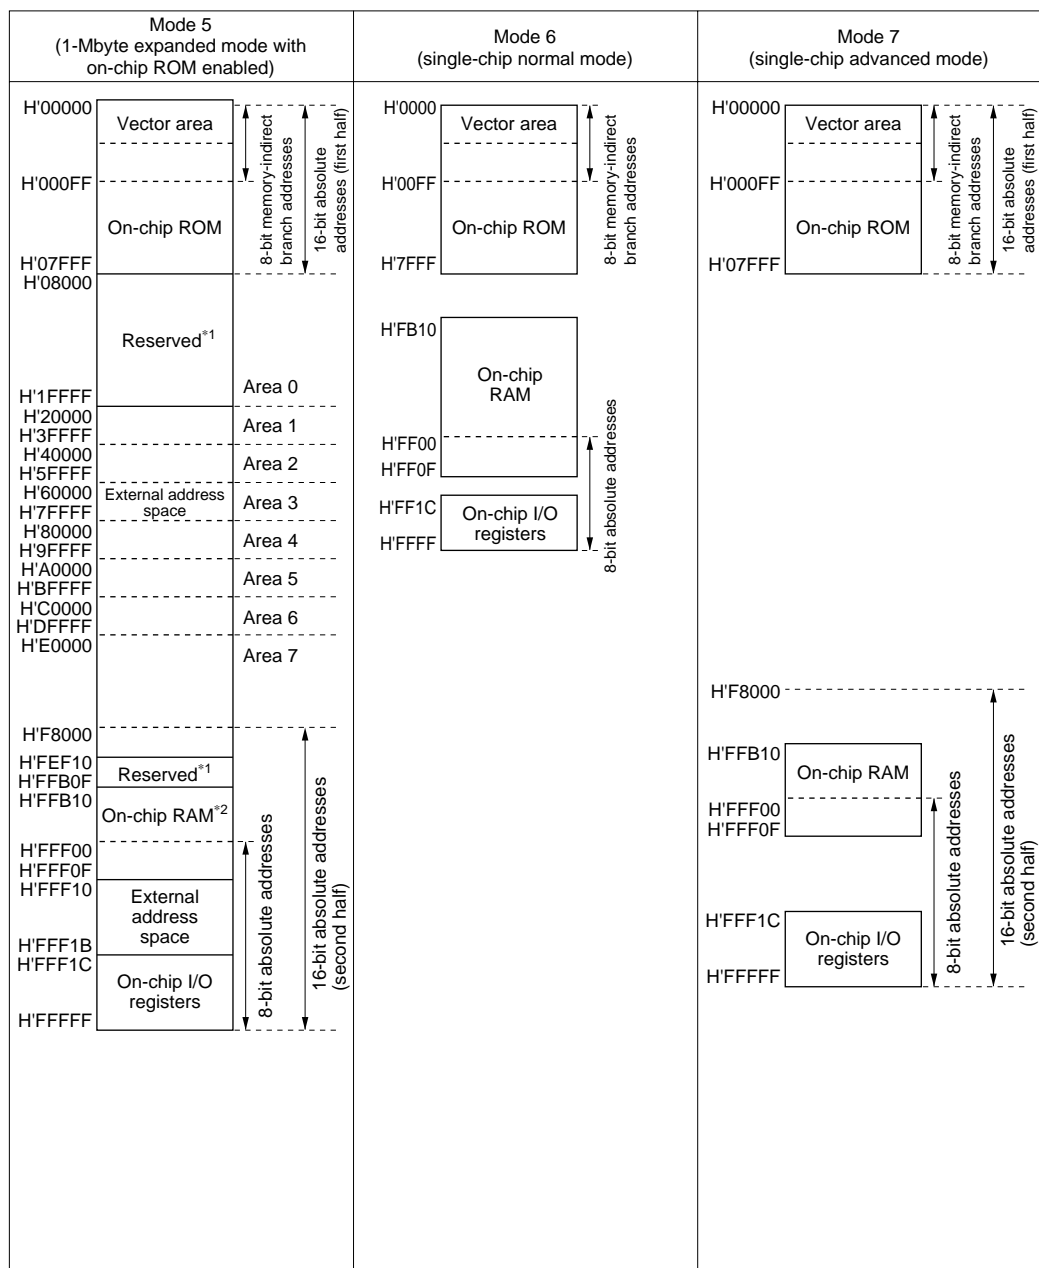 Mode 5
(1-Mbyte expanded mode with
on-chip ROM enabled)
H'00000
Vector area
H'000FF
On-chip ROM
H'07FFF
H'08000
8-bit memory-indirect
branch addresses
16-bit absolute
addresses (first half)
Reserved*1
H'1FFFF
Area 0
H'20000
H'3FFFF
Area 1
H'40000
H'5FFFF
Area 2
H'60000
H'7FFFF
External address
space
Area 3
H'80000
H'9FFFF
Area 4
H'A0000
H'BFFFF
Area 5
H'C0000
H'DFFFF
Area 6
H'E0000
Area 7
H'F8000
H'FEF10
Reserved*1
H'FFB0F
H'FFB10
On-chip RAM*2
H'FFF00
H'FFF0F
H'FFF10
External
address
space
H'FFF1B
H'FFF1C
On-chip I/O
registers
H'FFFFF
8-bit absolute addresses
16-bit absolute addresses
(second half)
Mode 6
(single-chip normal mode)
H'0000
Vector area
H'00FF
On-chip ROM
H'7FFF
8-bit memory-indirect
branch addresses
H'FB10
On-chip
RAM
H'FF00
H'FF0F
H'FF1C
On-chip I/O
registers
H'FFFF
8-bit absolute addresses
Mode 7
(single-chip advanced mode)
H'00000
Vector area
H'000FF
On-chip ROM
H'07FFF
8-bit memory-indirect
branch addresses
16-bit absolute
addresses (first half)
H'F8000
H'FFB10
On-chip RAM
H'FFF00
H'FFF0F
H'FFF1C
On-chip I/O
registers
H'FFFFF
8-bit absolute addresses
16-bit absolute addresses
(second half)